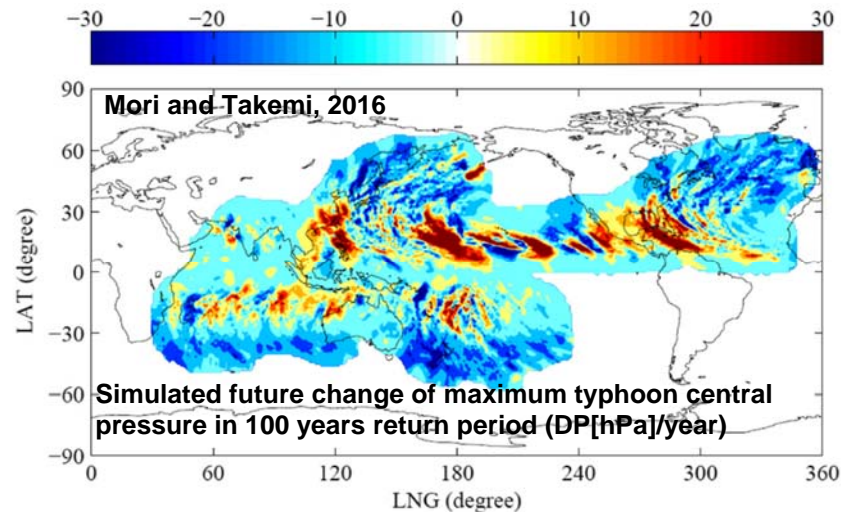 −30 −20 −10 0 10 20 30
90
Mori and Takemi, 2016
60
30
0
−30
−60
Simulated future change of maximum typhoon central
pressure in 100 years return period (DP[hPa]/year)
−90
LAT (degree)
0 60 120 180 240 300 360
LNG (degree)